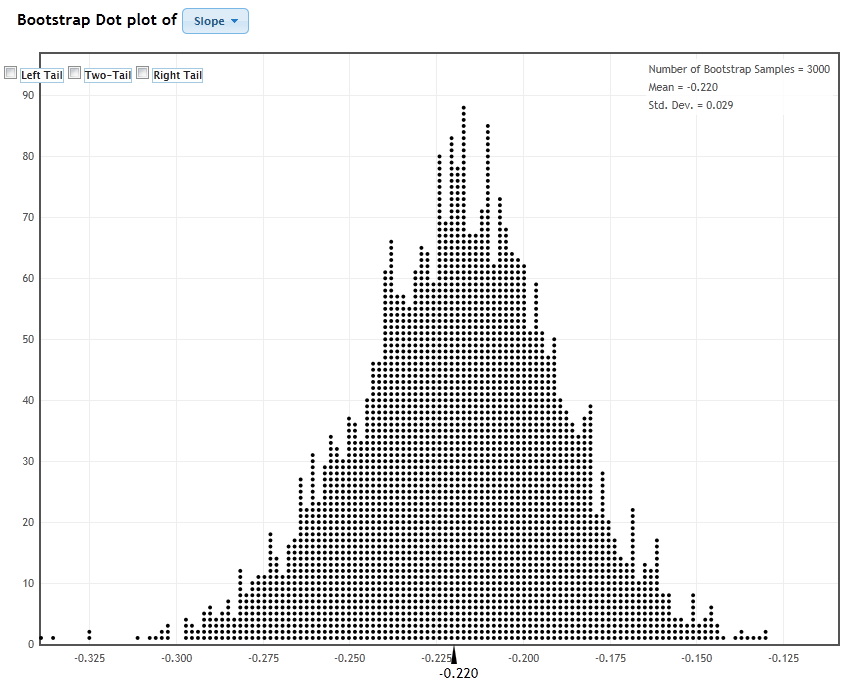 Bootstrap Dot plot of Slope
Left Tail Two-Tail Right Tail
Number of Bootstrap Samples = 3000
Mean = -0.220
Std. Dev. = 0.029
90
80
70
60
50
40
30
20
10
0
-0.325 -0.300 -0.275 -0.250 -0.225 -0.200 -0.175 -0.150 -0.125
-0.220